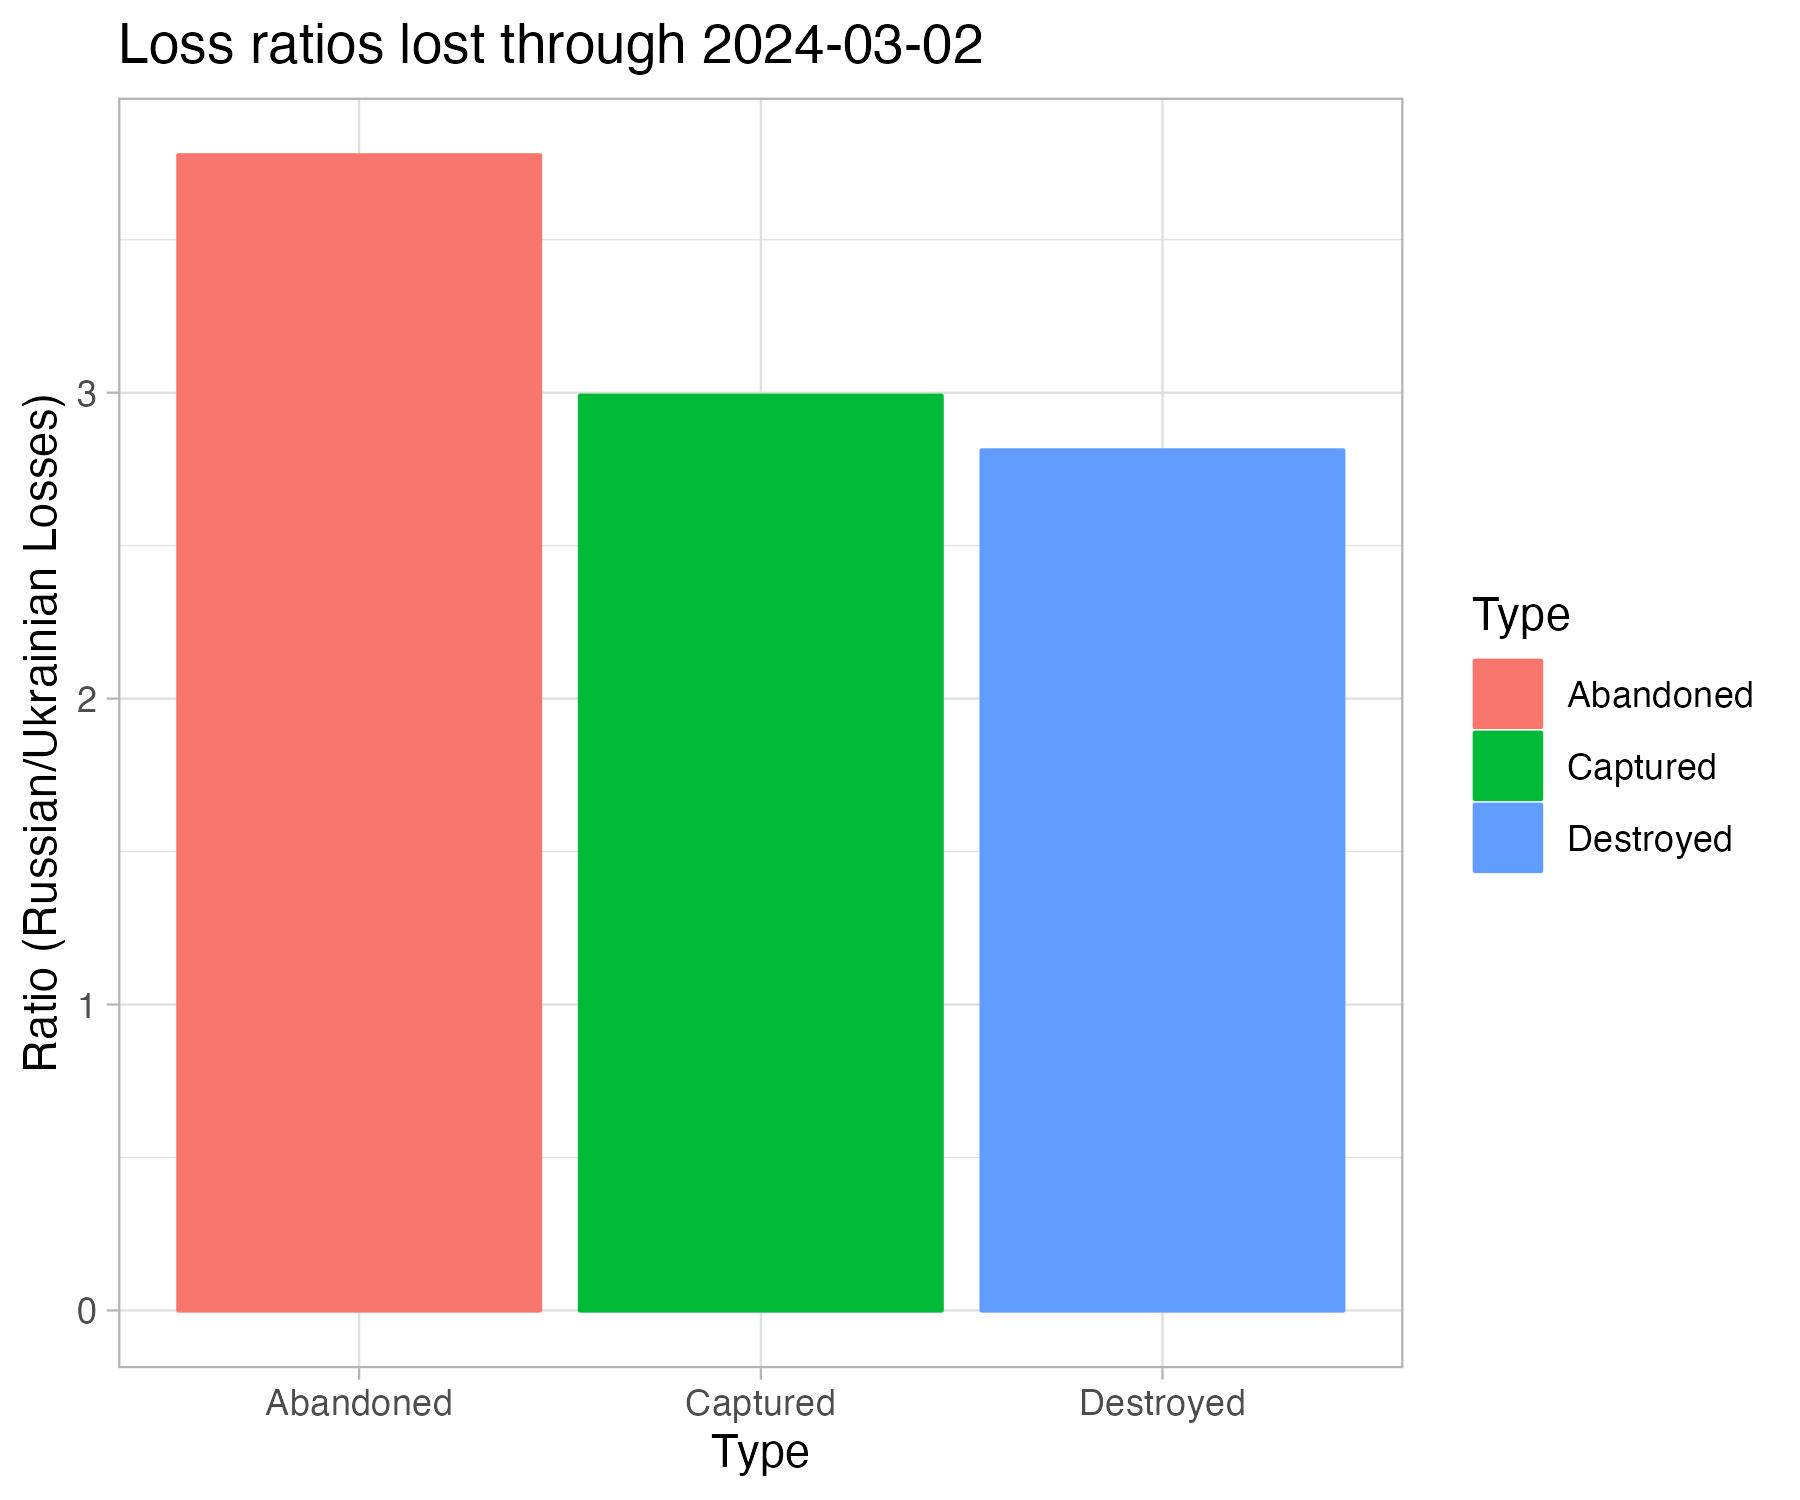 Loss ratios lost through 2024-03-02
Ratio (Russian/Ukrainian Losses)
3
2
1
0
Abandoned
Captured
Destroyed
Type
Type
Abandoned
Captured
Destroyed